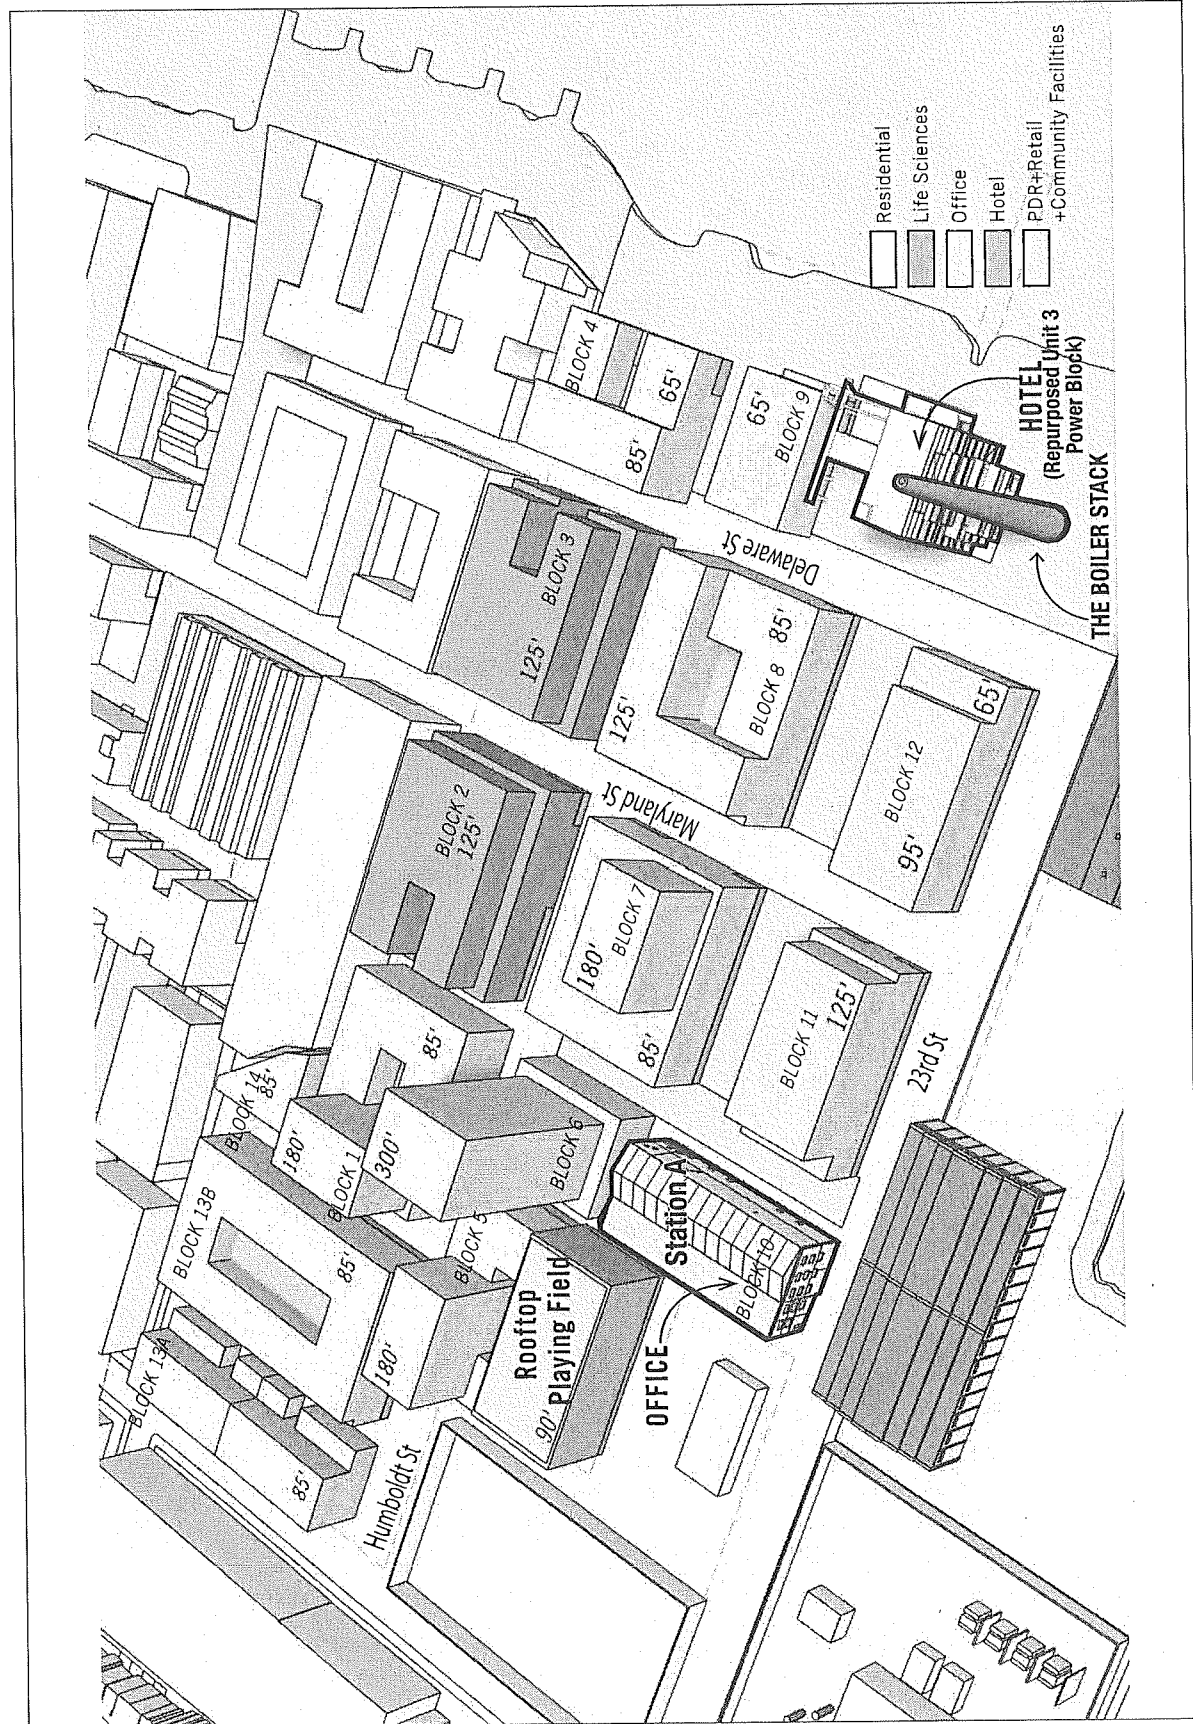 BLOCK 13A
85'
BLOCK 13B
85'
BLOCK 14
85'
180'
BLOCK 1
85'
BLOCK 2
125'
BLOCK 3
125'
BLOCK 4
65'
85'
Humboldt St
180'
BLOCK 5
90'
Rooftop
Playing Field
300'
BLOCK 6
180'
BLOCK 7
85'
Maryland St
125'
BLOCK 8
85'
Delaware St
65'
BLOCK 9
OFFICE
Station A
BLOCK 10
BLOCK 11
125'
23rd St
95'
BLOCK 12
65'
THE BOILER STACK
HOTEL
(Repurposed Unit 3
Power Block)
Residential
Life Sciences
Office
Hotel
PDR+Retail
+Community Facilities